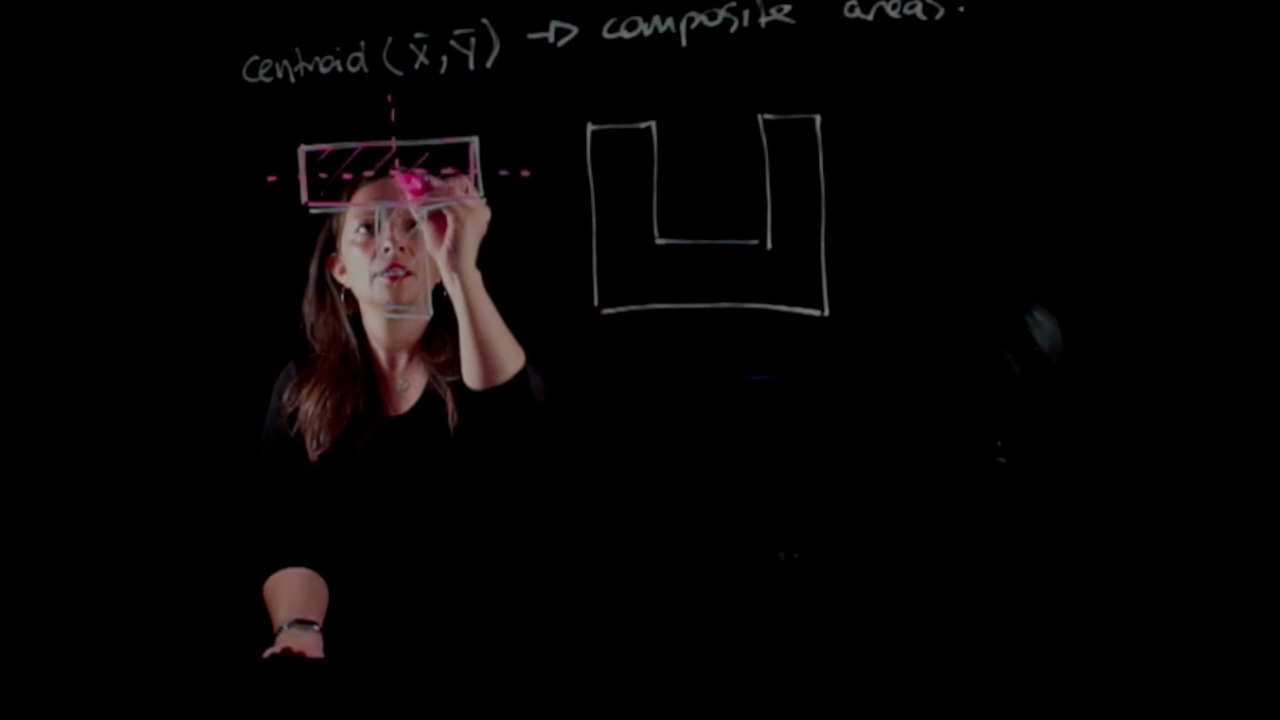 centroid (x̄, ȳ) → composite areas.